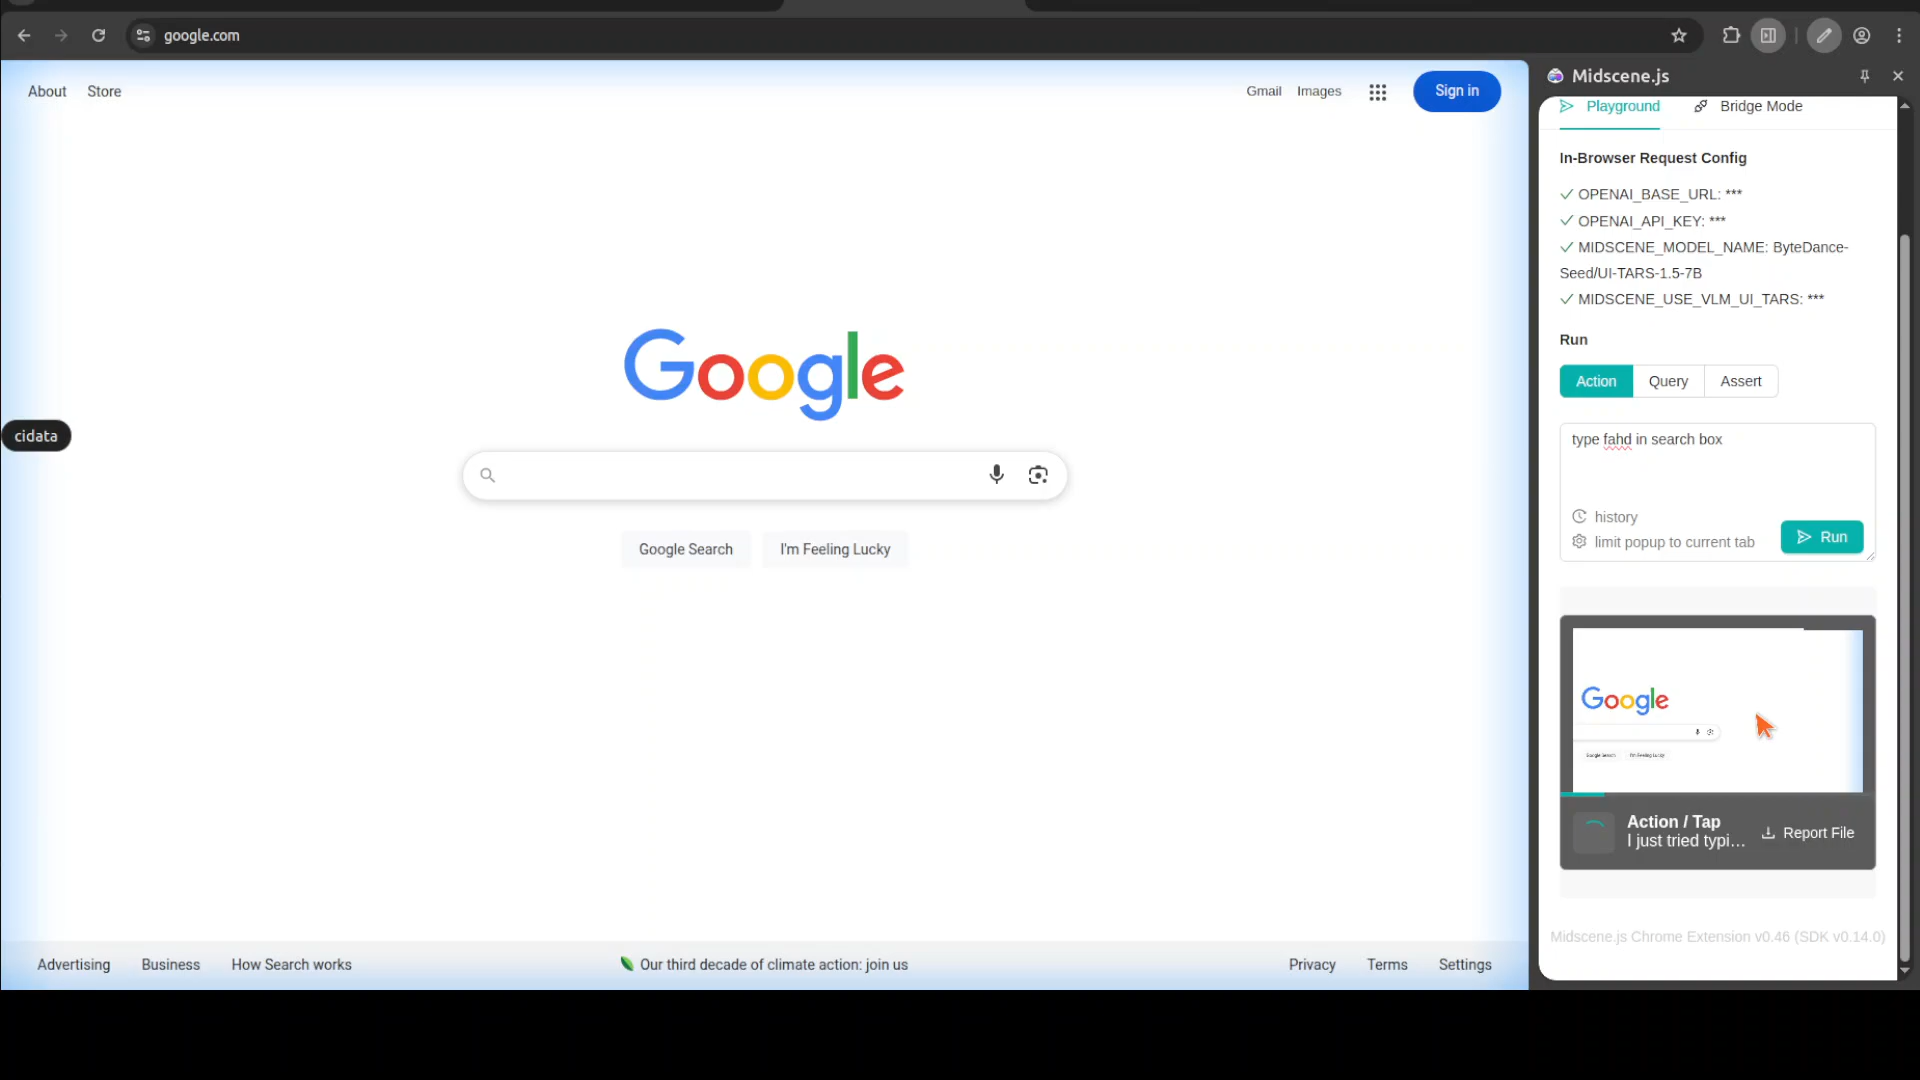 google.com
About
Store
Gmail
Images
Sign in
Google
cidata
Google Search
I'm Feeling Lucky
Advertising
Business
How Search works
Our third decade of climate action: join us
Privacy
Terms
Settings
Midscene.js
Playground
Bridge Mode
In-Browser Request Config
OPENAI_BASE_URL: ***
OPENAI_API_KEY: ***
MIDSCENE_MODEL_NAME: ByteDance-
Seed/UI-TARS-1.5-7B
MIDSCENE_USE_VLM_UI_TARS: ***
Run
Action
Query
Assert
type fahd in search box
history
limit popup to current tab
Run
Google
Google Search
I'm Feeling Lucky
Action / Tap
I just tried typi...
Report File
Midscene.js Chrome Extension v0.46 (SDK v0.14.0)